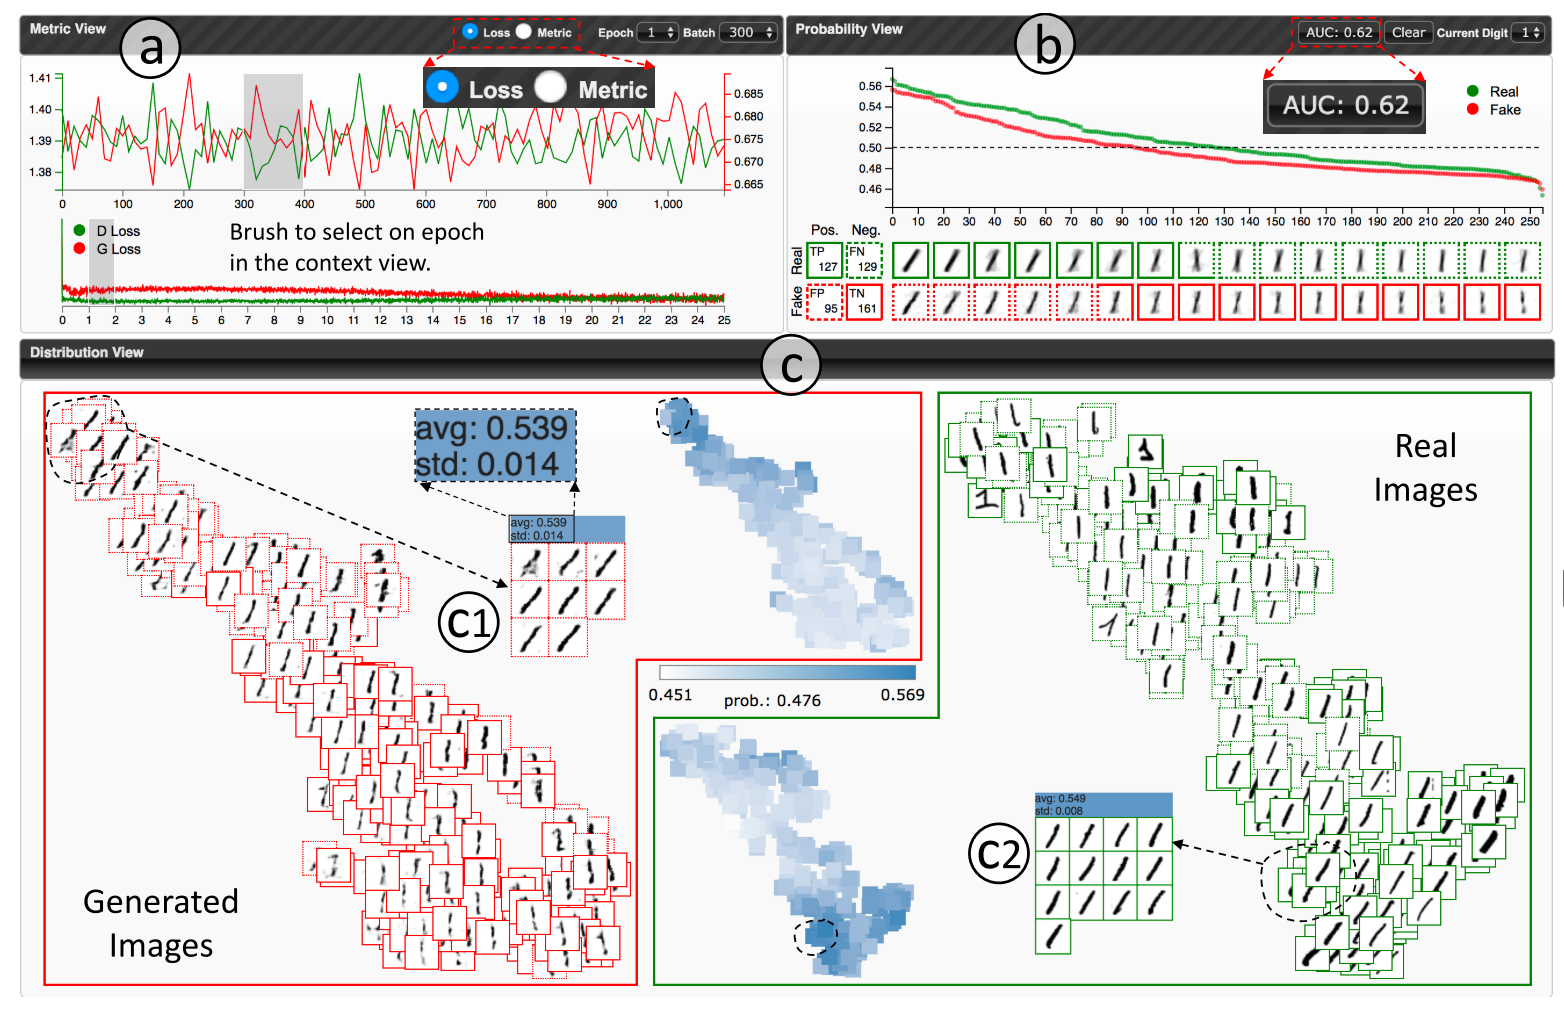 Metric View
a
Loss Metric Epoch 1 Batch 300
Loss Metric
1.41
1.40
1.39
1.38
0.685
0.680
0.675
0.670
0.665
0 100 200 300 400 500 600 700 800 900 1,000
D Loss
G Loss
Brush to select on epoch
in the context view.
0 1 2 3 4 5 6 7 8 9 10 11 12 13 14 15 16 17 18 19 20 21 22 23 24 25
Probability View
b
AUC: 0.62 Clear Current Digit 1
AUC: 0.62
Real
Fake
0.56
0.54
0.52
0.50
0.48
0.46
0 10 20 30 40 50 60 70 80 90 100 110 120 130 140 150 160 170 180 190 200 210 220 230 240 250
Pos. Neg.
Real
TP 127
FN 129
Fake
FP 95
TN 161
Distribution View
c
avg: 0.539
std: 0.014
avg: 0.539
std: 0.014
c1
Generated
Images
0.451 prob.: 0.476 0.569
Real
Images
avg: 0.549
std: 0.008
c2